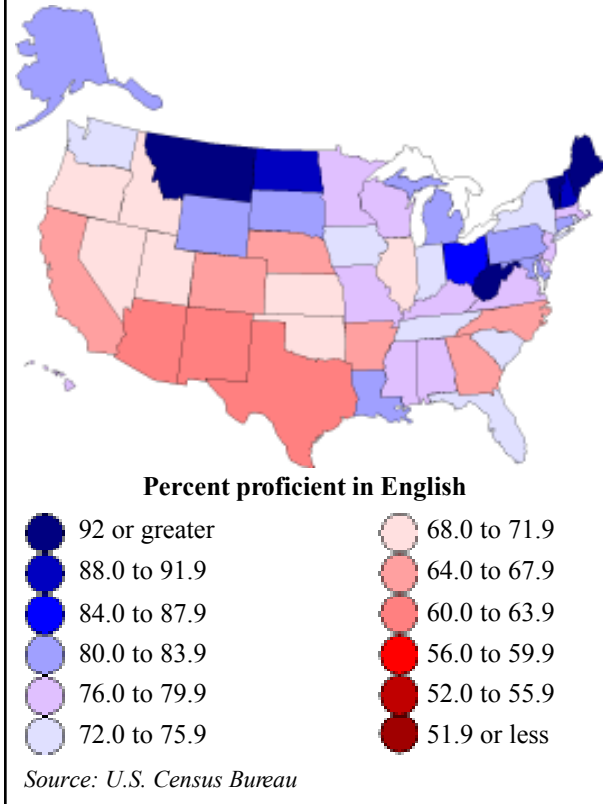 Percent proficient in English
92 or greater
88.0 to 91.9
84.0 to 87.9
80.0 to 83.9
76.0 to 79.9
72.0 to 75.9
68.0 to 71.9
64.0 to 67.9
60.0 to 63.9
56.0 to 59.9
52.0 to 55.9
51.9 or less
Source: U.S. Census Bureau